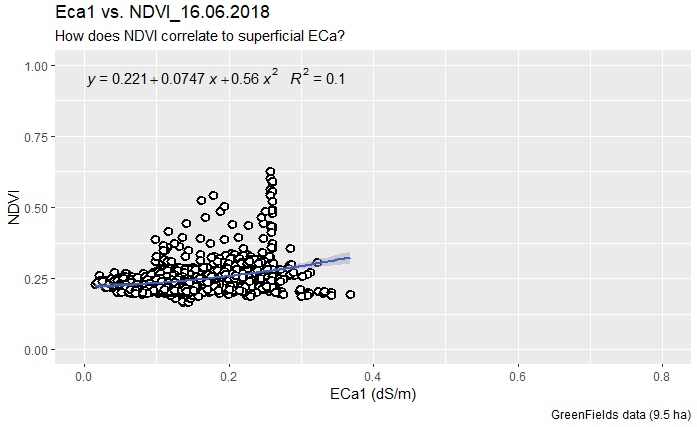 Eca1 vs. NDVI_16.06.2018
How does NDVI correlate to superficial ECa?
y = 0.221 + 0.0747 x + 0.56 x² R² = 0.1
NDVI
1.00
0.75
0.50
0.25
0.00
0.0 0.2 0.4 0.6 0.8
ECa1 (dS/m)
GreenFields data (9.5 ha)